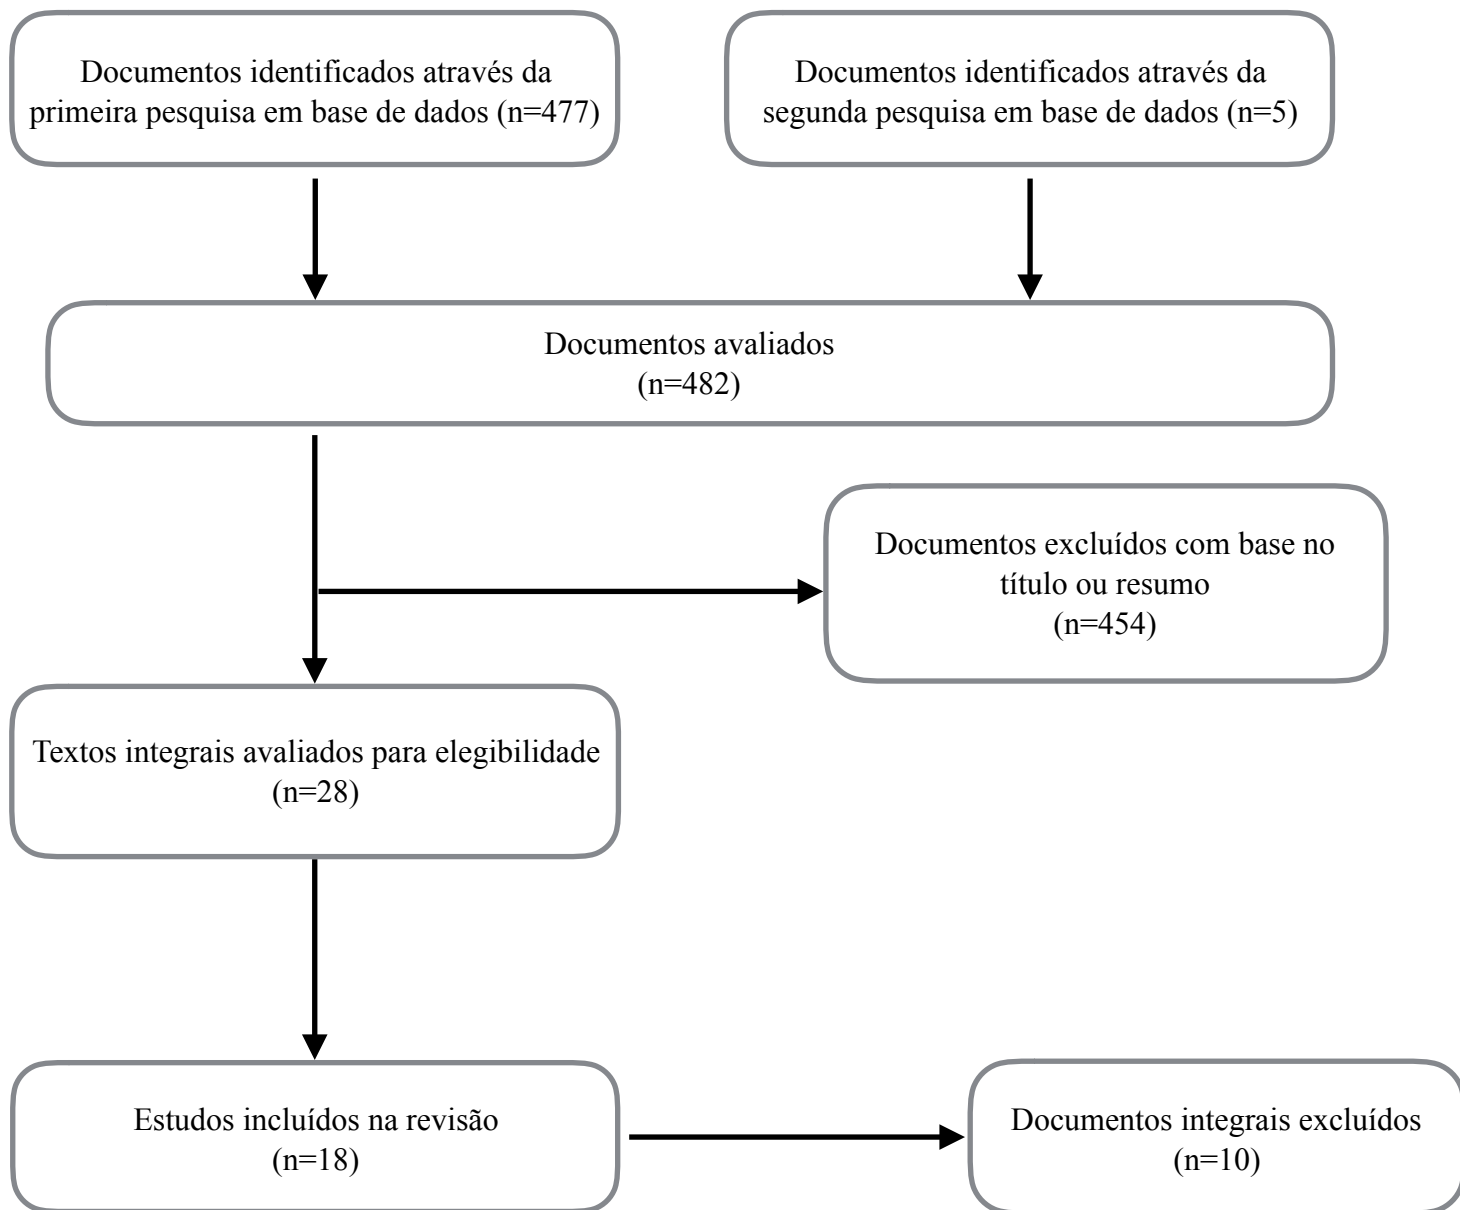 Documentos identificados através da
primeira pesquisa em base de dados (n=477)
Documentos identificados através da
segunda pesquisa em base de dados (n=5)
Documentos avaliados
(n=482)
Documentos excluídos com base no
título ou resumo
(n=454)
Textos integrais avaliados para elegibilidade
(n=28)
Estudos incluídos na revisão
(n=18)
Documentos integrais excluídos
(n=10)